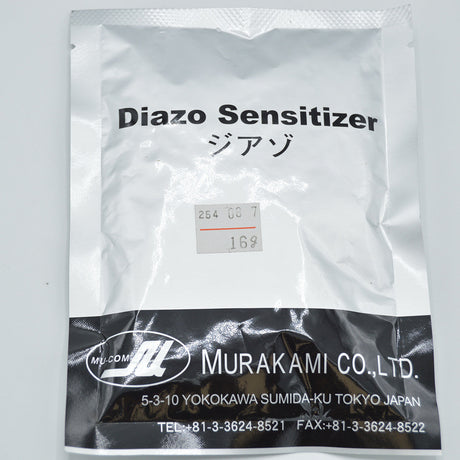 Diazo Sensitizer
ジアゾ
254 08 7
16g
MU-COM
MURAKAMI CO.,LTD.
5-3-10 YOKOKAWA SUMIDA-KU TOKYO JAPAN
TEL:+81-3-3624-8521 FAX:+81-3-3624-8522